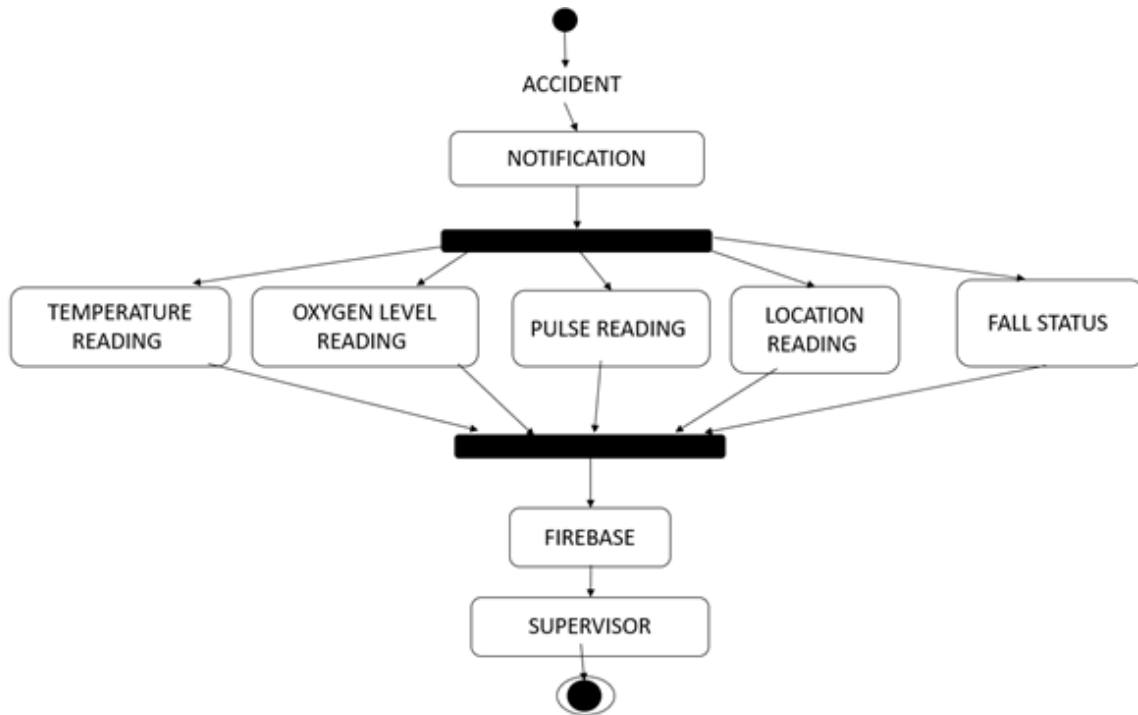 ACCIDENT
NOTIFICATION
TEMPERATURE
READING
OXYGEN LEVEL
READING
PULSE READING
LOCATION
READING
FALL STATUS
FIREBASE
SUPERVISOR